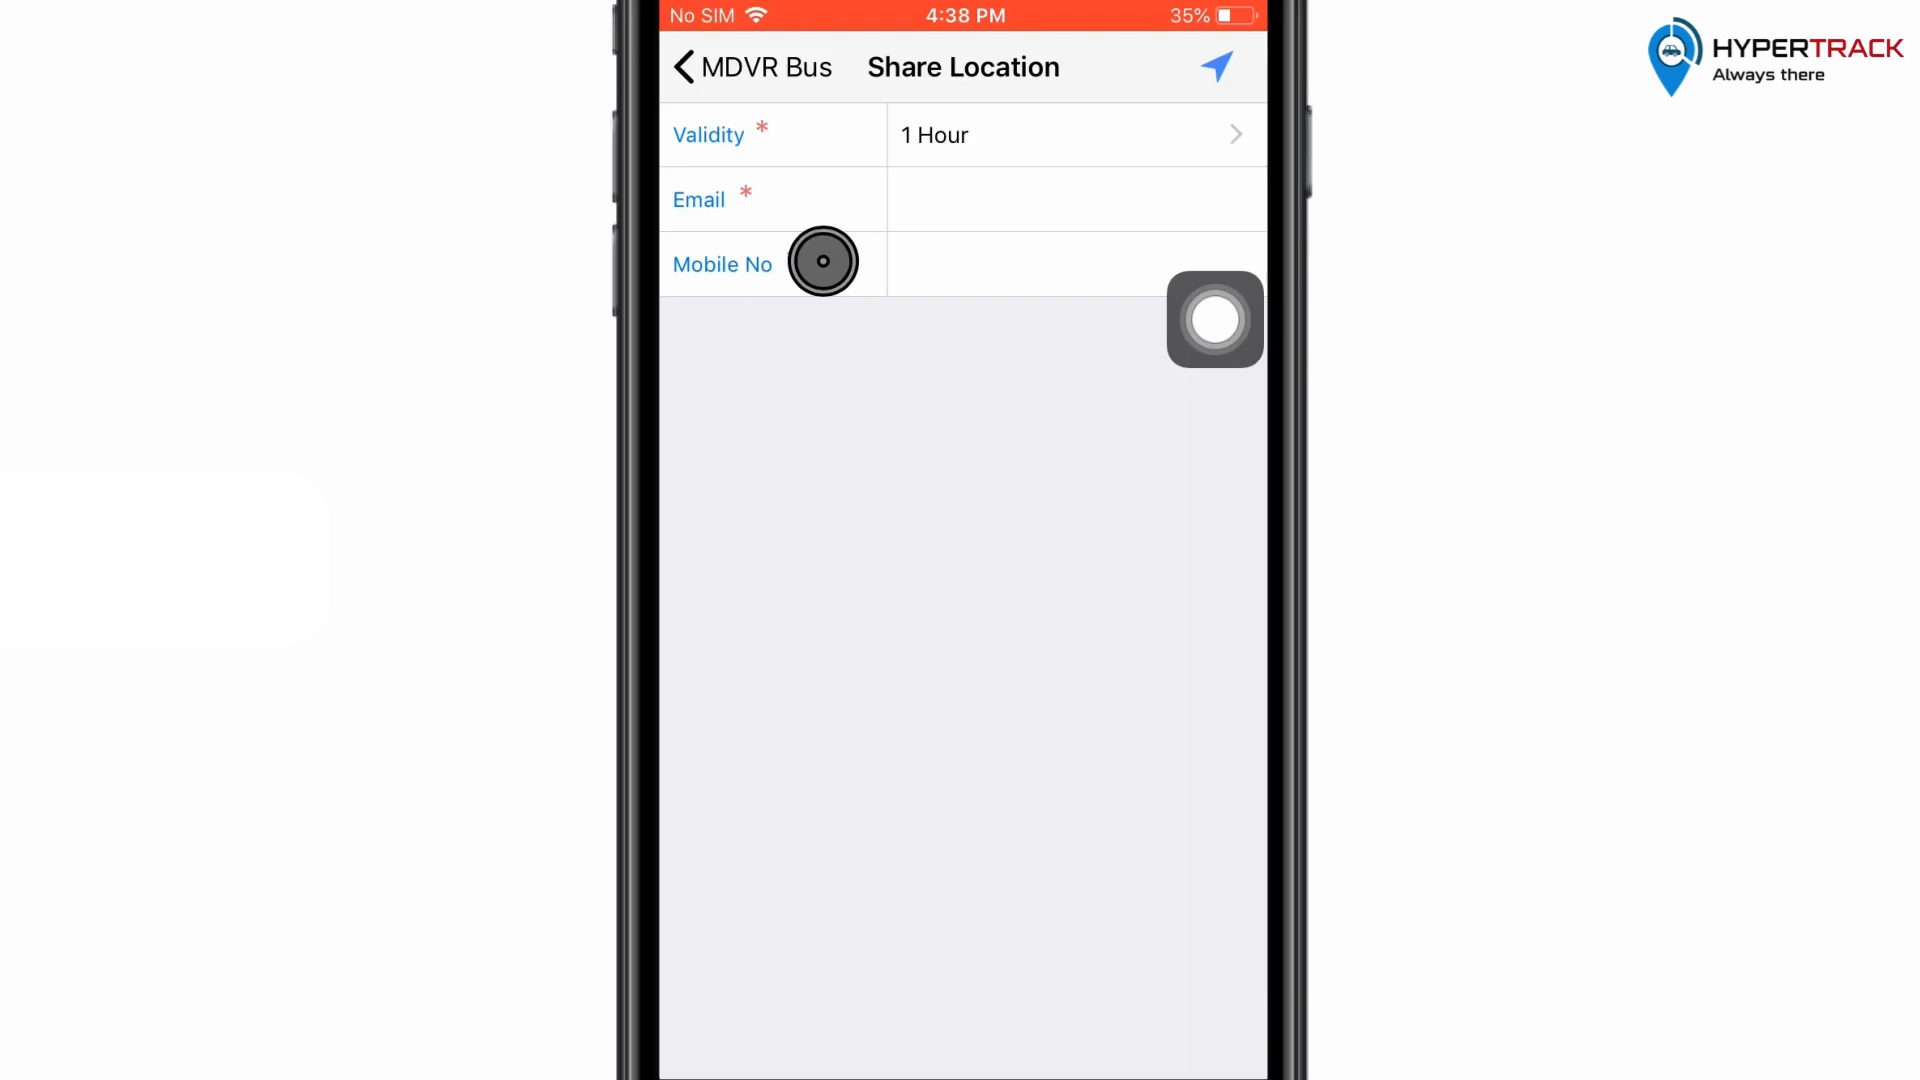 No SIM 4:38 PM 35%
MDVR Bus Share Location
Validity * 1 Hour
Email *
Mobile No
HYPERTRACK
Always there